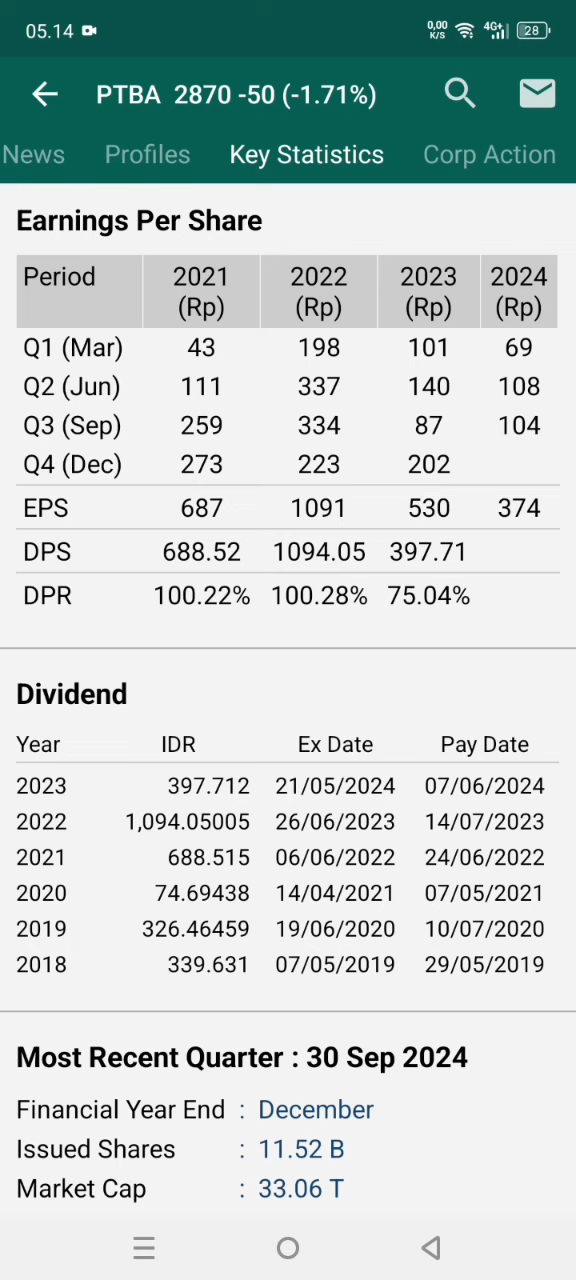 05.14
0,00 K/S 4G+ 28
PTBA 2870 -50 (-1.71%)
News Profiles Key Statistics Corp Action
Earnings Per Share
Period 2021 (Rp) 2022 (Rp) 2023 (Rp) 2024 (Rp)
Q1 (Mar) 43 198 101 69
Q2 (Jun) 111 337 140 108
Q3 (Sep) 259 334 87 104
Q4 (Dec) 273 223 202
EPS 687 1091 530 374
DPS 688.52 1094.05 397.71
DPR 100.22% 100.28% 75.04%
Dividend
Year IDR Ex Date Pay Date
2023 397.712 21/05/2024 07/06/2024
2022 1,094.05005 26/06/2023 14/07/2023
2021 688.515 06/06/2022 24/06/2022
2020 74.69438 14/04/2021 07/05/2021
2019 326.46459 19/06/2020 10/07/2020
2018 339.631 07/05/2019 29/05/2019
Most Recent Quarter : 30 Sep 2024
Financial Year End : December
Issued Shares : 11.52 B
Market Cap : 33.06 T